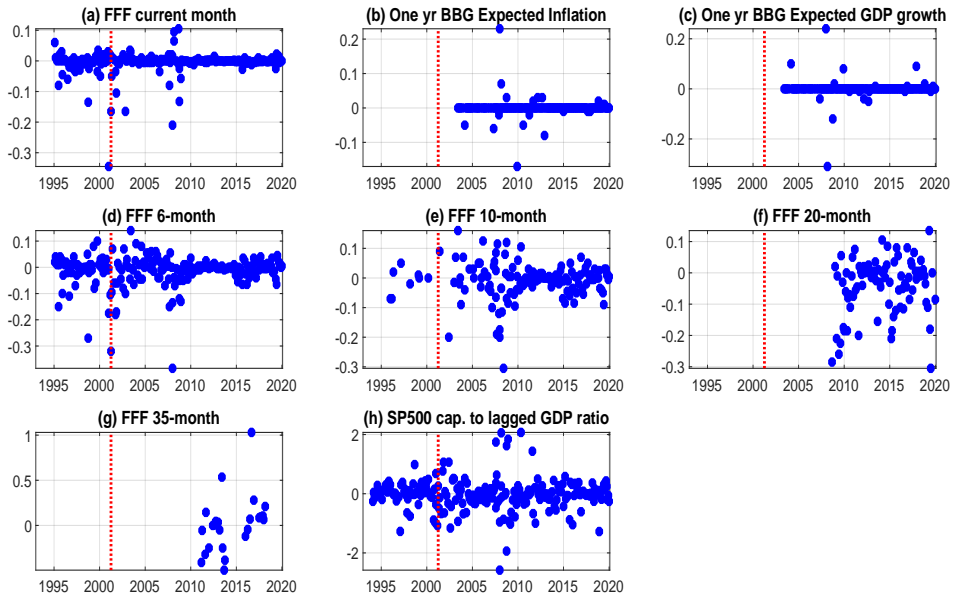 (a) FFF current month
0
-0.1
-0.2
-0.3
1995 2000 2005 2010 2015 2020
(b) One yr BBG Expected Inflation
0.2
0.1
0
-0.1
1995 2000 2005 2010 2015 2020
(c) One yr BBG Expected GDP growth
0.2
0
-0.2
1995 2000 2005 2010 2015 2020
(d) FFF 6-month
0.1
0
-0.1
-0.2
-0.3
1995 2000 2005 2010 2015 2020
(e) FFF 10-month
0.1
0
-0.1
-0.2
-0.3
1995 2000 2005 2010 2015 2020
(f) FFF 20-month
0.1
0
-0.1
-0.2
-0.3
1995 2000 2005 2010 2015 2020
(g) FFF 35-month
1
0.5
0
1995 2000 2005 2010 2015 2020
(h) SP500 cap. to lagged GDP ratio
2
0
-2
1995 2000 2005 2010 2015 2020